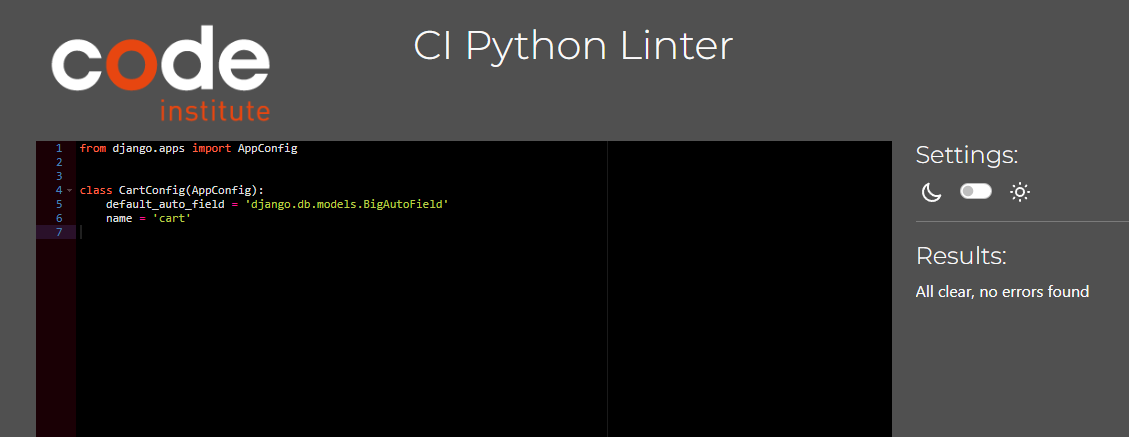 code
institute
CI Python Linter
1 from django.apps import AppConfig
2
3
4 class CartConfig(AppConfig):
5     default_auto_field = 'django.db.models.BigAutoField'
6     name = 'cart'
7
Settings:
Results:
All clear, no errors found